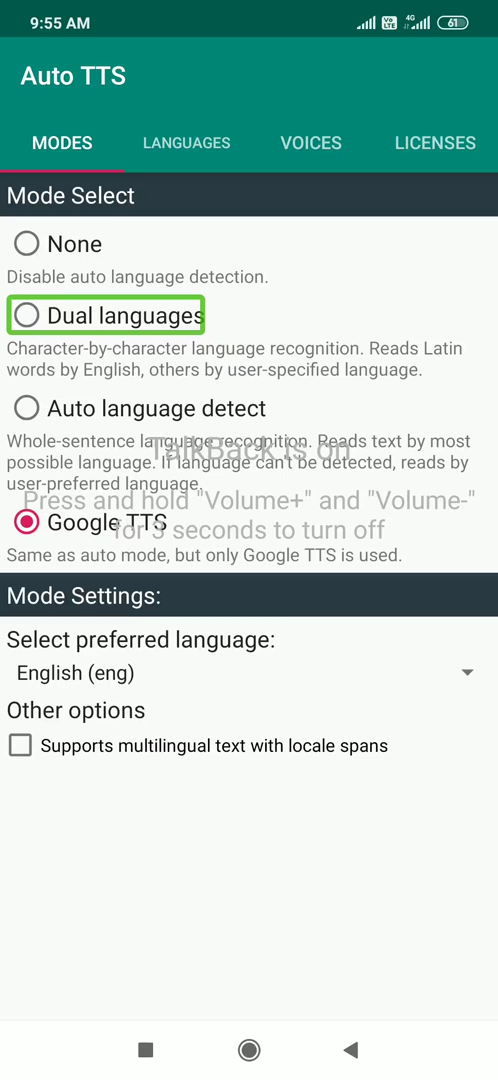 9:55 AM
Vo LTE 4G 61
Auto TTS
MODES LANGUAGES VOICES LICENSES
Mode Select
None
Disable auto language detection.
Dual languages
Character-by-character language recognition. Reads Latin
words by English, others by user-specified language.
Auto language detect
Whole-sentence language recognition. Reads text by most
possible language. If language can't be detected, reads by
user-preferred language.
TalkBack is on
Press and hold "Volume+" and "Volume-"
for 3 seconds to turn off
Google TTS
Same as auto mode, but only Google TTS is used.
Mode Settings:
Select preferred language:
English (eng)
Other options
Supports multilingual text with locale spans